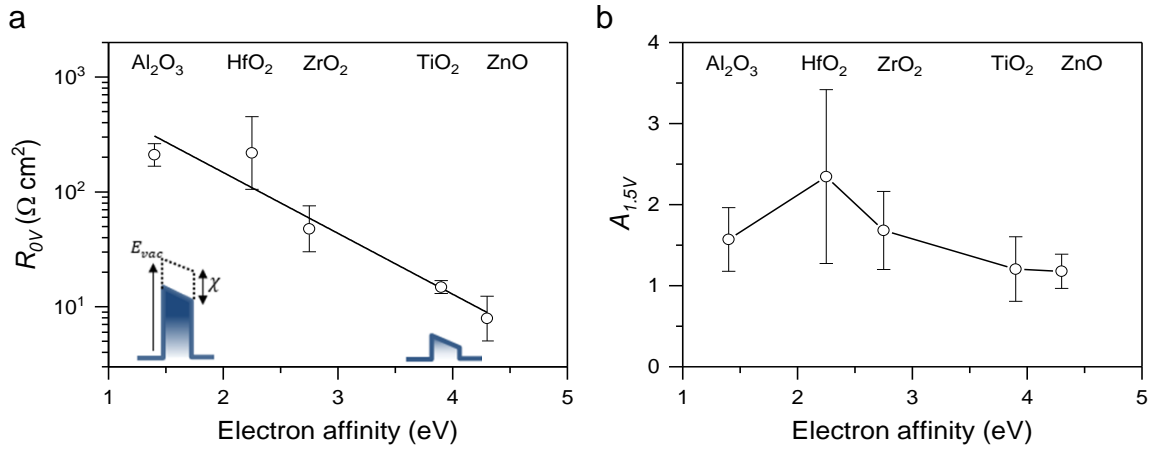 a
Al₂O₃ HfO₂ ZrO₂ TiO₂ ZnO
10³
10²
10¹
R₀V (Ω cm²)
E_vac
χ
1 2 3 4 5
Electron affinity (eV)
b
Al₂O₃ HfO₂ ZrO₂ TiO₂ ZnO
4
3
2
1
0
A₁.₅V
1 2 3 4 5
Electron affinity (eV)